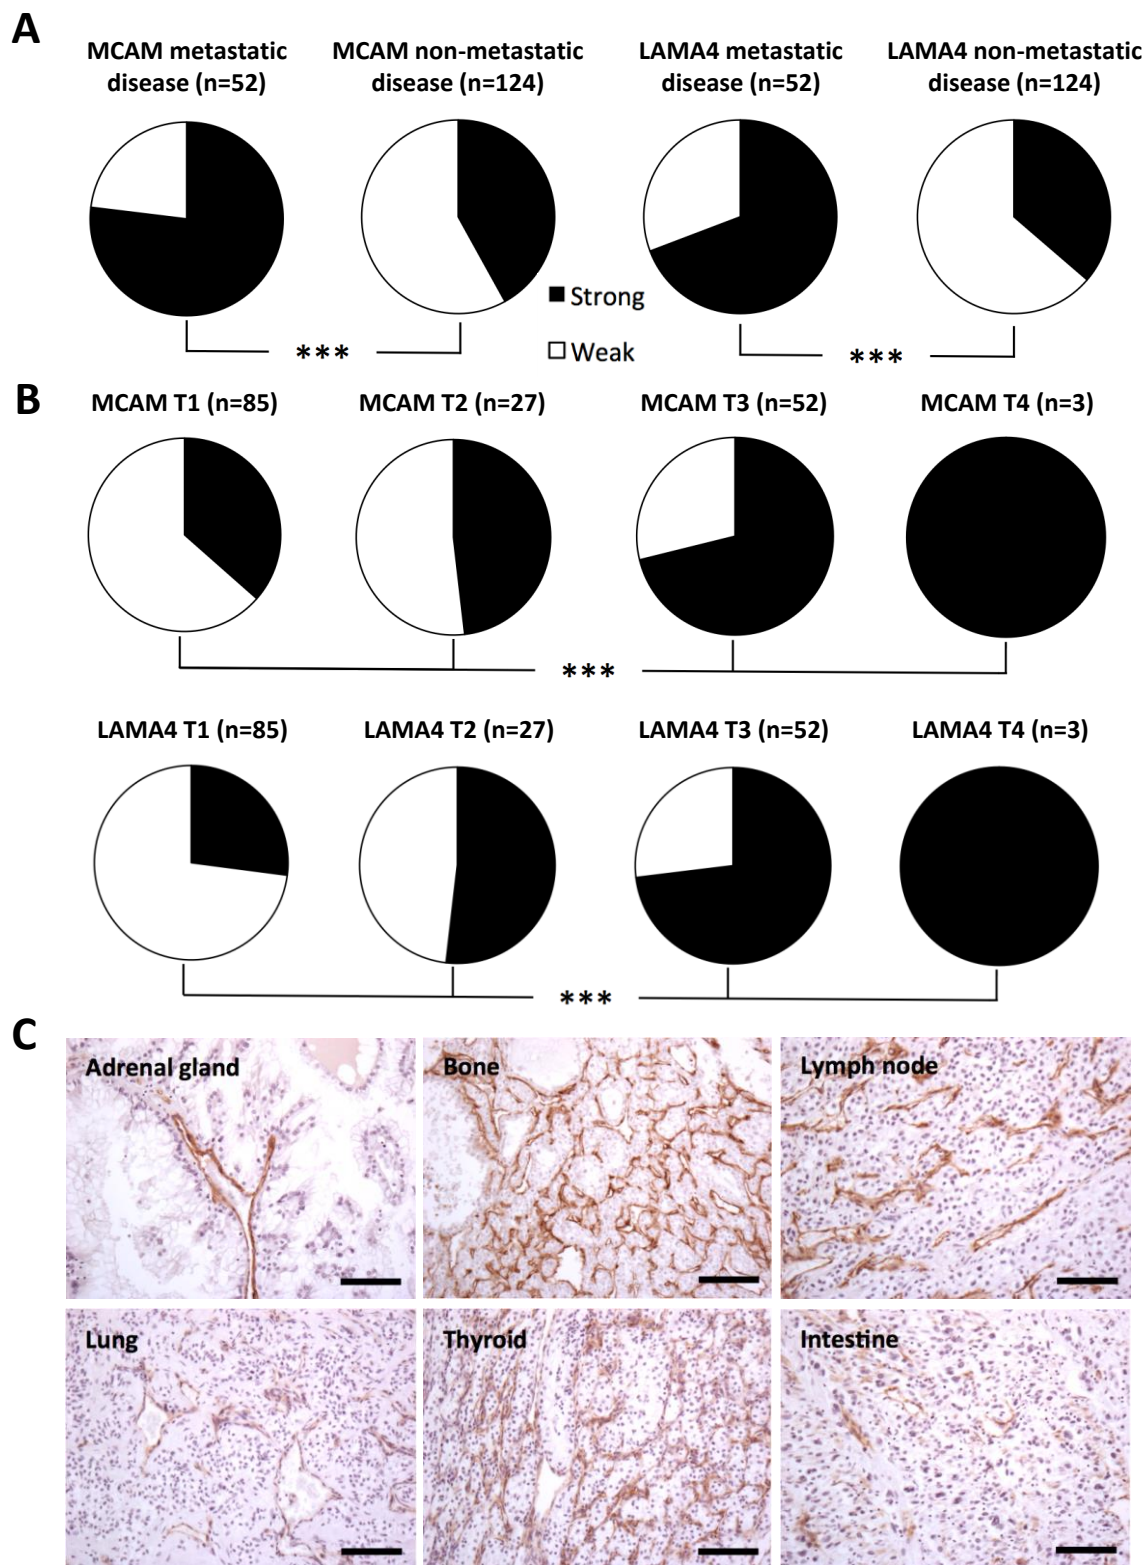 A
MCAM metastatic
disease (n=52)
MCAM non-metastatic
disease (n=124)
LAMA4 metastatic
disease (n=52)
LAMA4 non-metastatic
disease (n=124)
Strong
Weak
***
***
B
MCAM T1 (n=85)
MCAM T2 (n=27)
MCAM T3 (n=52)
MCAM T4 (n=3)
***
LAMA4 T1 (n=85)
LAMA4 T2 (n=27)
LAMA4 T3 (n=52)
LAMA4 T4 (n=3)
***
C
Adrenal gland
Bone
Lymph node
Lung
Thyroid
Intestine